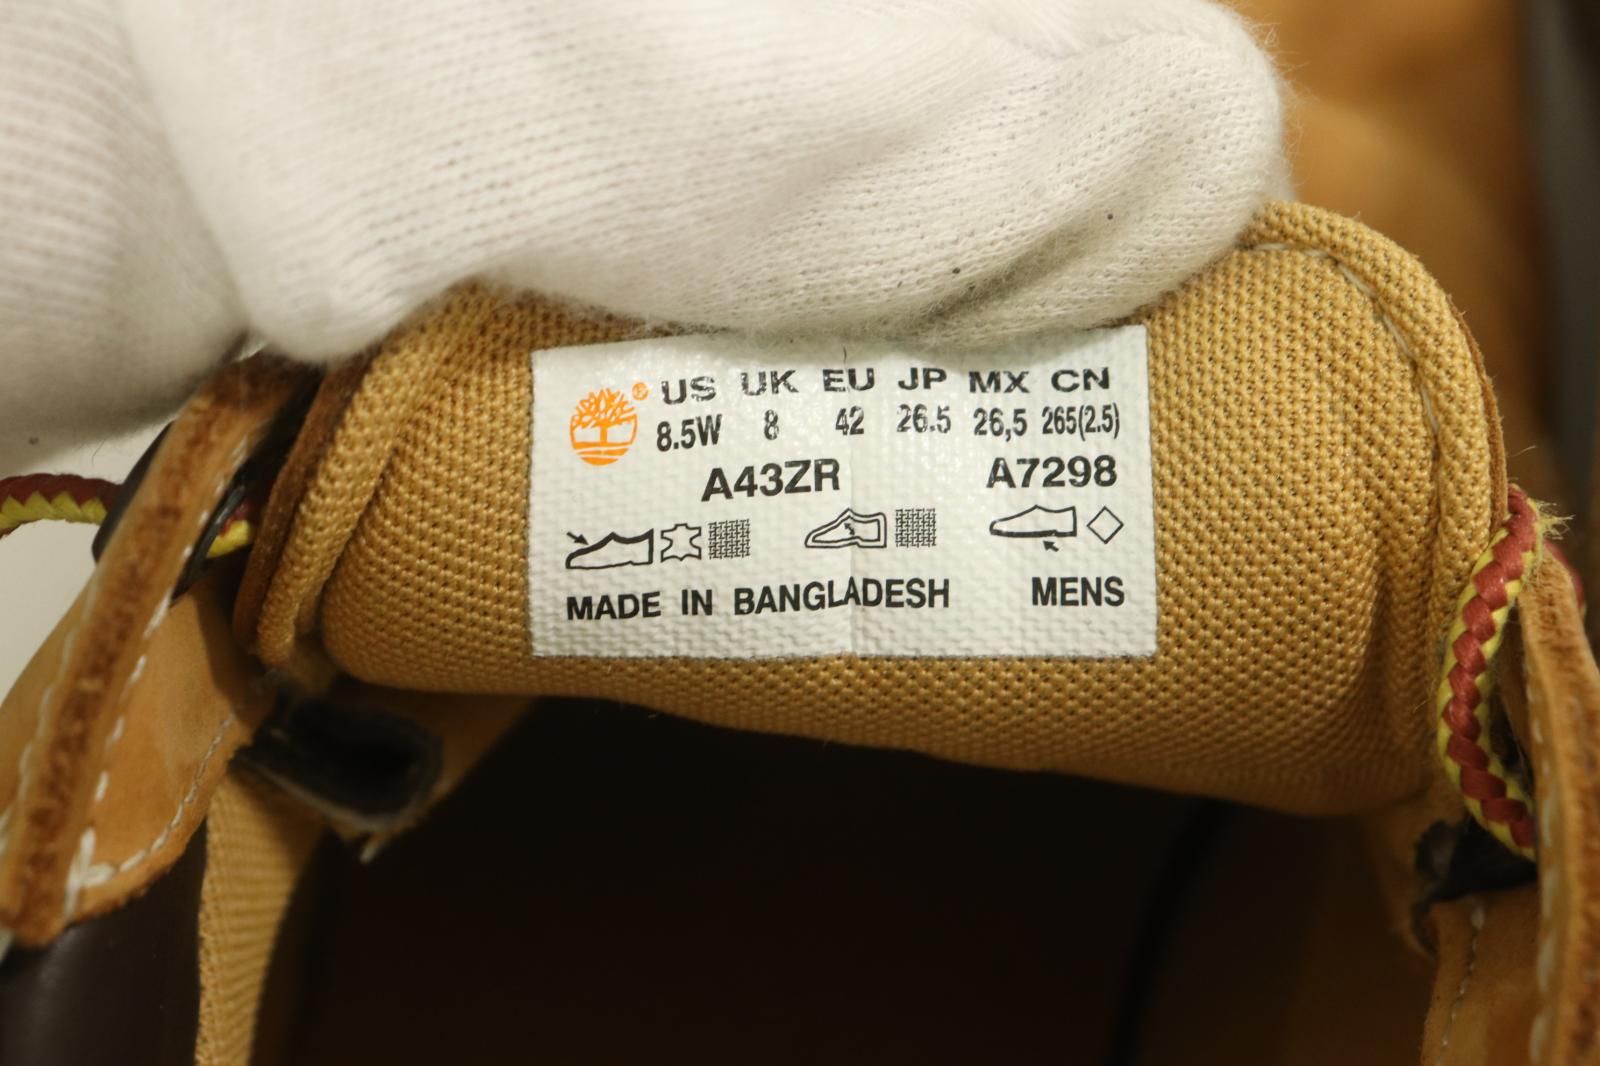 ® US UK EU JP MX CN
8.5W 8 42 26.5 26,5 265(2.5)
A43ZR A7298
MADE IN BANGLADESH MENS